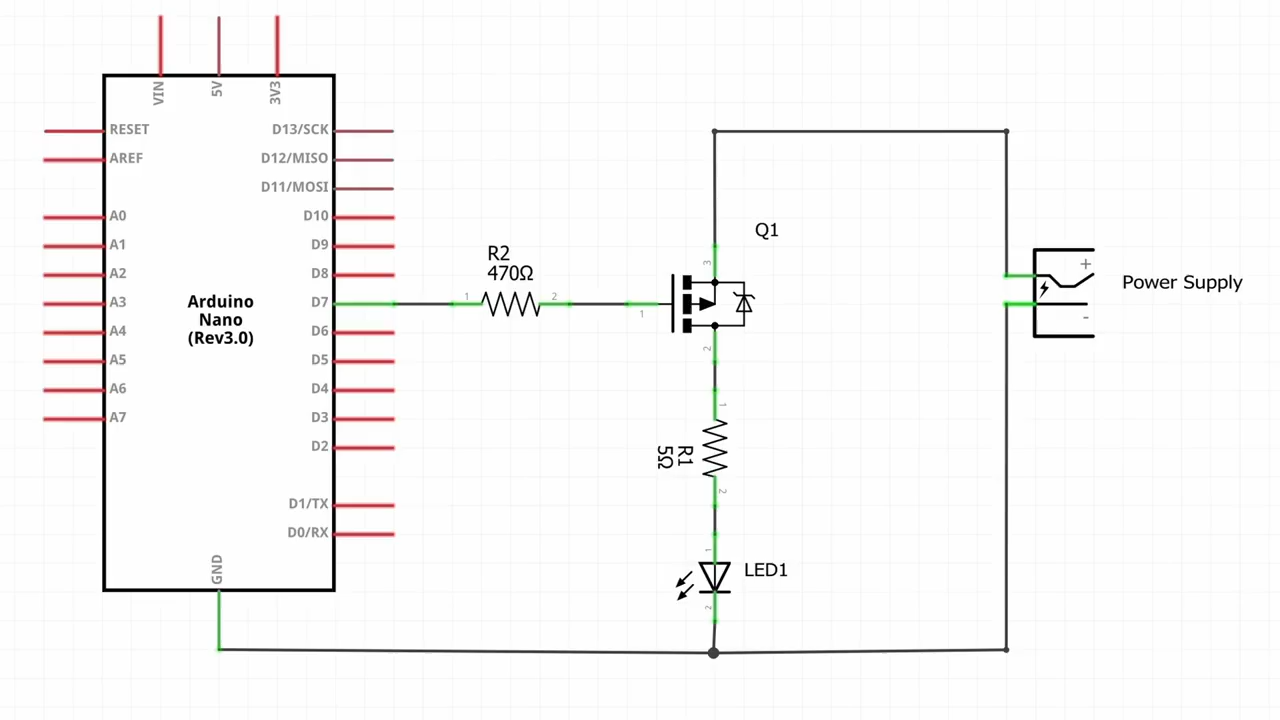 VIN
5V
3V3
RESET
AREF
A0
A1
A2
A3
A4
A5
A6
A7
D13/SCK
D12/MISO
D11/MOSI
D10
D9
D8
D7
D6
D5
D4
D3
D2
D1/TX
D0/RX
GND
Arduino
Nano
(Rev3.0)
R2
470Ω
1
2
Q1
1
3
2
1
R1
5Ω
2
1
LED1
2
+
-
Power Supply